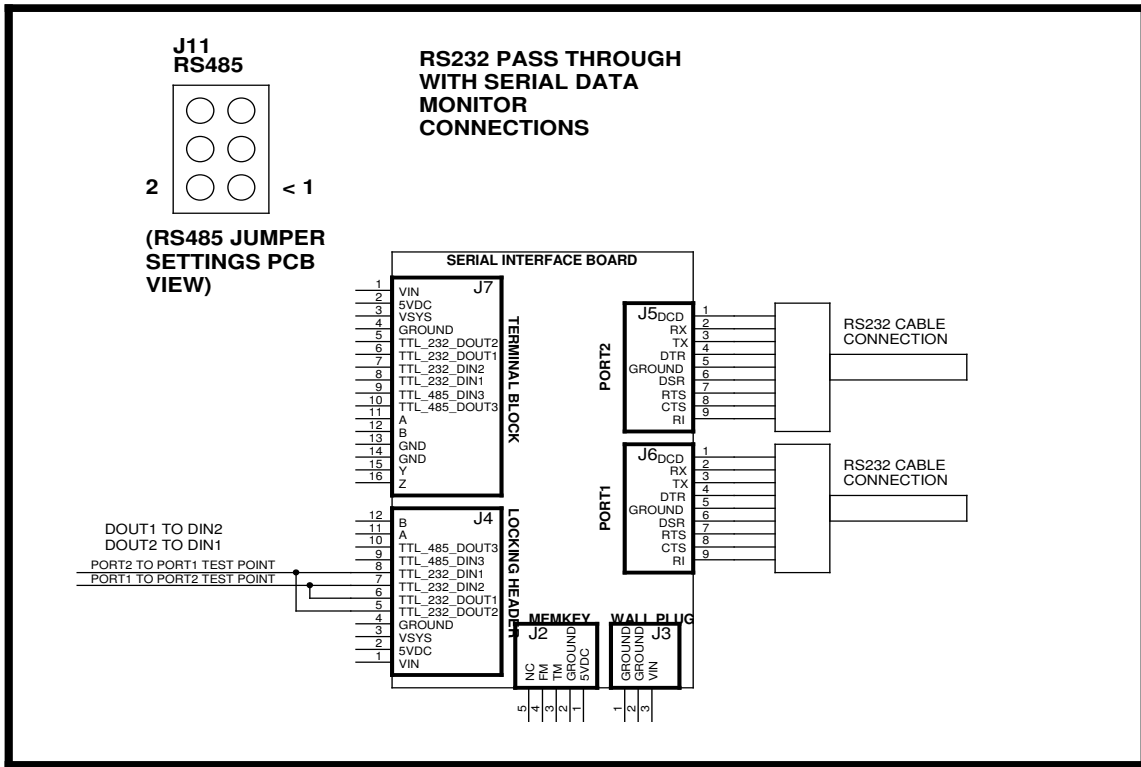 J11
RS485
2
< 1
(RS485 JUMPER
SETTINGS PCB
VIEW)
RS232 PASS THROUGH
WITH SERIAL DATA
MONITOR
CONNECTIONS
SERIAL INTERFACE BOARD
J7
TERMINAL BLOCK
1 VIN
2 5VDC
3 VSYS
4 GROUND
5 TTL_232_DOUT2
6 TTL_232_DOUT1
7 TTL_232_DIN2
8 TTL_232_DIN1
9 TTL_485_DIN3
10 TTL_485_DOUT3
11 A
12 B
13 GND
14 GND
15 Y
16 Z
J4
LOCKING HEADER
12 B
11 A
10 TTL_485_DOUT3
9 TTL_485_DIN3
8 TTL_232_DIN1
7 TTL_232_DIN2
6 TTL_232_DOUT1
5 TTL_232_DOUT2
4 GROUND
3 VSYS
2 5VDC
1 VIN
DOUT1 TO DIN2
DOUT2 TO DIN1
PORT2 TO PORT1 TEST POINT
PORT1 TO PORT2 TEST POINT
PORT2
J5
DCD 1
RX 2
TX 3
DTR 4
GROUND 5
DSR 6
RTS 7
CTS 8
RI 9
RS232 CABLE
CONNECTION
PORT1
J6
DCD 1
RX 2
TX 3
DTR 4
GROUND 5
DSR 6
RTS 7
CTS 8
RI 9
RS232 CABLE
CONNECTION
MEMKEY
J2
NC 5
FM 4
TM 3
GROUND 2
5VDC 1
WALL PLUG
J3
GROUND 1
GROUND 2
VIN 3